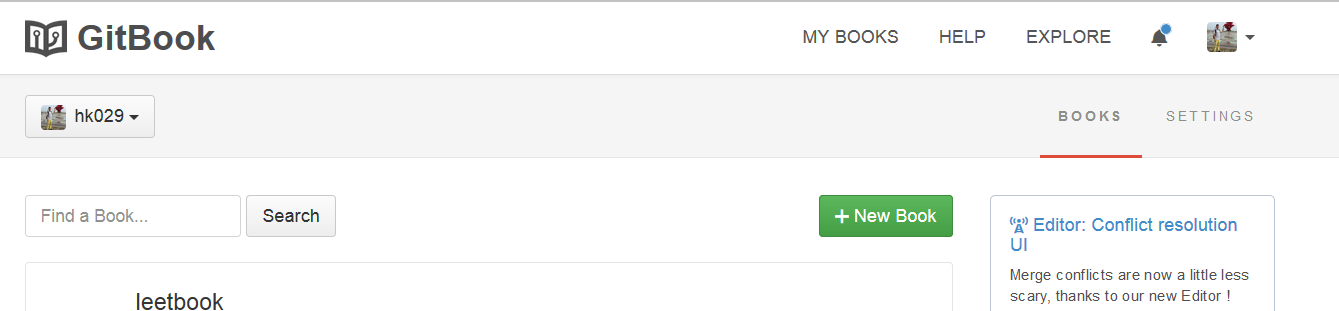 GitBook
MY BOOKS HELP EXPLORE
hk029
BOOKS SETTINGS
Find a Book...
Search
New Book
leetbook
Editor: Conflict resolution
UI
Merge conflicts are now a little less
scary, thanks to our new Editor !